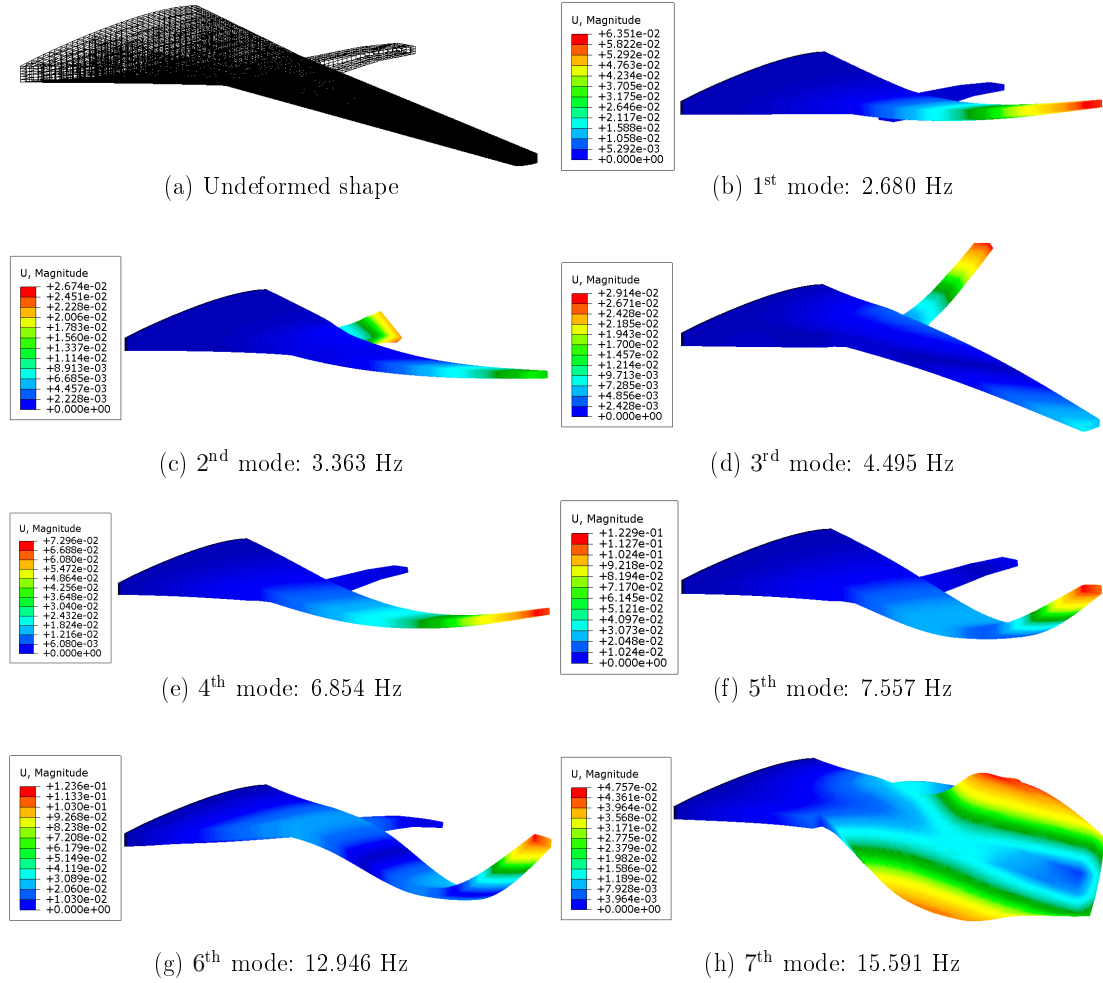 (a) Undeformed shape
U, Magnitude
+6.351e-02
+5.822e-02
+5.292e-02
+4.763e-02
+4.234e-02
+3.705e-02
+3.175e-02
+2.646e-02
+2.117e-02
+1.588e-02
+1.058e-02
+5.292e-03
+0.000e+00
(b) 1st mode: 2.680 Hz
U, Magnitude
+2.674e-02
+2.451e-02
+2.228e-02
+2.006e-02
+1.783e-02
+1.560e-02
+1.337e-02
+1.114e-02
+8.913e-03
+6.685e-03
+4.457e-03
+2.228e-03
+0.000e+00
(c) 2nd mode: 3.363 Hz
U, Magnitude
+2.914e-02
+2.671e-02
+2.428e-02
+2.185e-02
+1.943e-02
+1.700e-02
+1.457e-02
+1.214e-02
+9.713e-03
+7.285e-03
+4.856e-03
+2.428e-03
+0.000e+00
(d) 3rd mode: 4.495 Hz
U, Magnitude
+7.296e-02
+6.688e-02
+6.080e-02
+5.472e-02
+4.864e-02
+4.256e-02
+3.648e-02
+3.040e-02
+2.432e-02
+1.824e-02
+1.216e-02
+6.080e-03
+0.000e+00
(e) 4th mode: 6.854 Hz
U, Magnitude
+1.229e-01
+1.127e-01
+1.024e-01
+9.218e-02
+8.194e-02
+7.170e-02
+6.145e-02
+5.121e-02
+4.097e-02
+3.073e-02
+2.048e-02
+1.024e-02
+0.000e+00
(f) 5th mode: 7.557 Hz
U, Magnitude
+1.236e-01
+1.133e-01
+1.030e-01
+9.268e-02
+8.238e-02
+7.208e-02
+6.179e-02
+5.149e-02
+4.119e-02
+3.089e-02
+2.060e-02
+1.030e-02
+0.000e+00
(g) 6th mode: 12.946 Hz
U, Magnitude
+4.757e-02
+4.361e-02
+3.964e-02
+3.568e-02
+3.171e-02
+2.775e-02
+2.379e-02
+1.982e-02
+1.586e-02
+1.189e-02
+7.928e-03
+3.964e-03
+0.000e+00
(h) 7th mode: 15.591 Hz